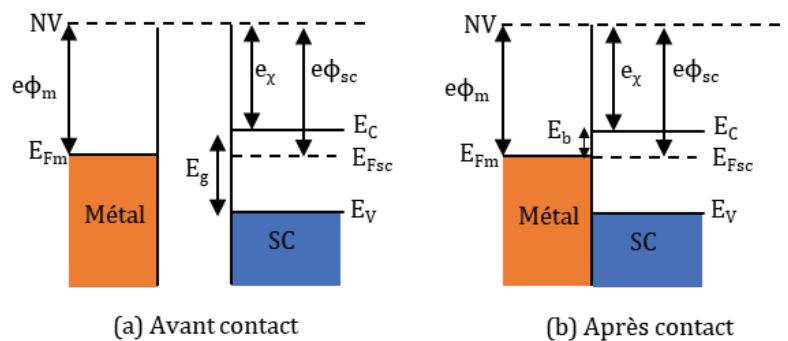 NV
eϕm
eχ
eϕsc
EC
EFm
Eg
EFsc
Métal
EV
SC
(a) Avant contact
NV
eϕm
eχ
eϕsc
Eb
EC
EFm
EFsc
Métal
EV
SC
(b) Après contact